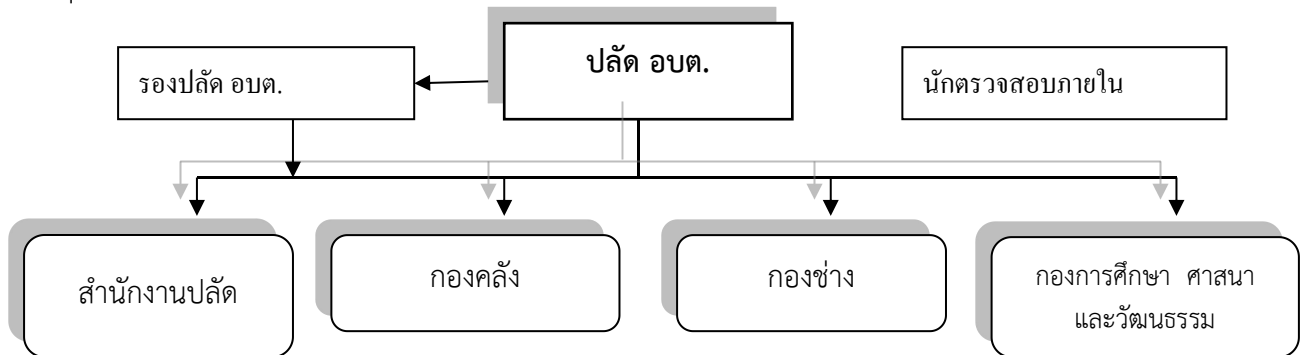 ปลัด อบต.
รองปลัด อบต.
นักตรวจสอบภายใน
สำนักงานปลัด
กองคลัง
กองช่าง
กองการศึกษา ศาสนา
และวัฒนธรรม